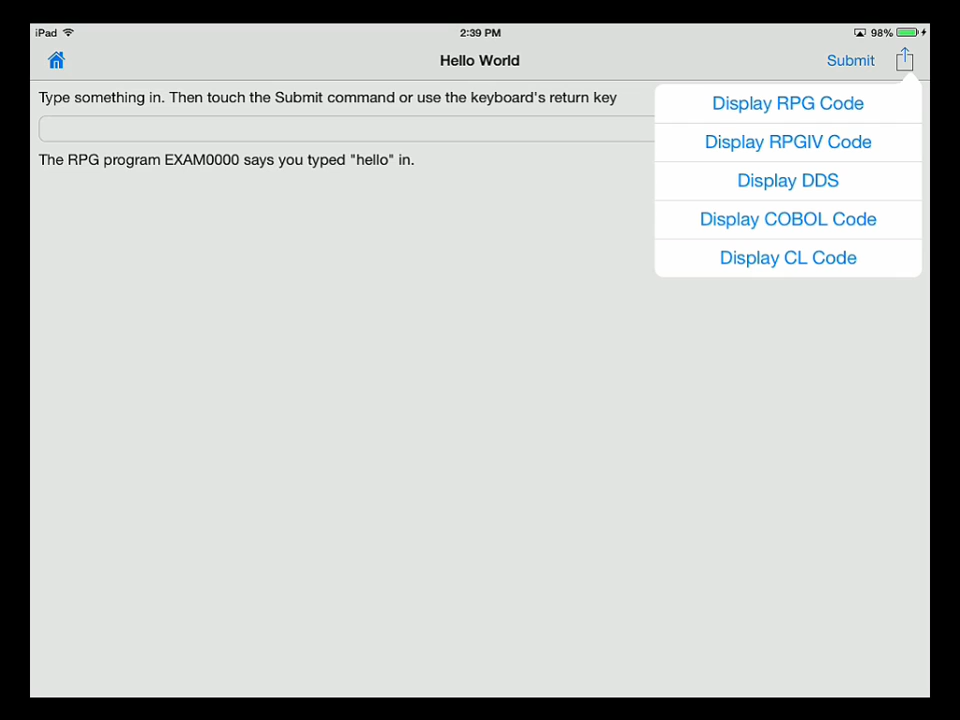 iPad 2:39 PM 98%
Hello World Submit
Type something in. Then touch the Submit command or use the keyboard's return key
The RPG program EXAM0000 says you typed "hello" in.
Display RPG Code
Display RPGIV Code
Display DDS
Display COBOL Code
Display CL Code